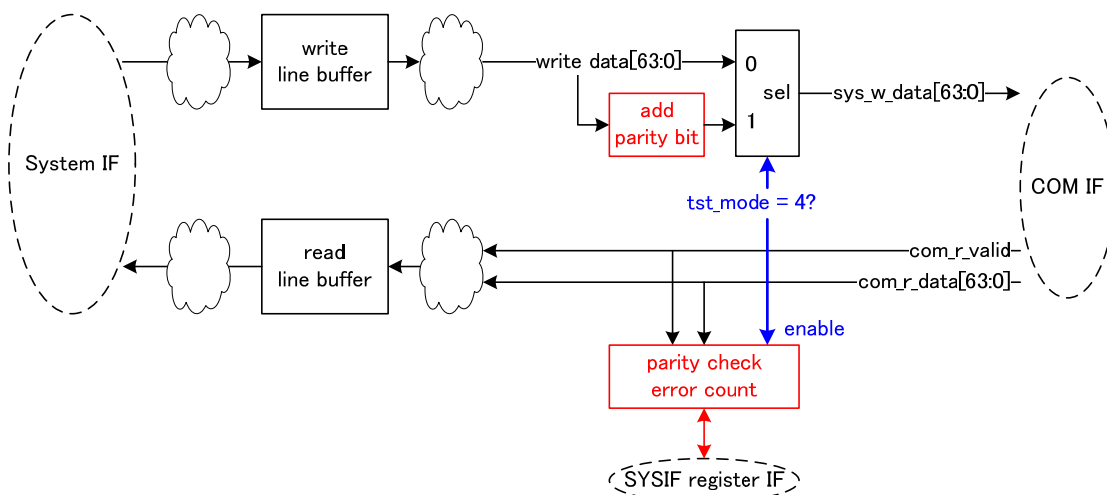 write
line buffer
write data[63:0]
0
sel
1
add
parity bit
sys_w_data[63:0]
System IF
COM IF
tst_mode = 4?
read
line buffer
com_r_valid
com_r_data[63:0]
enable
parity check
error count
SYSIF register IF